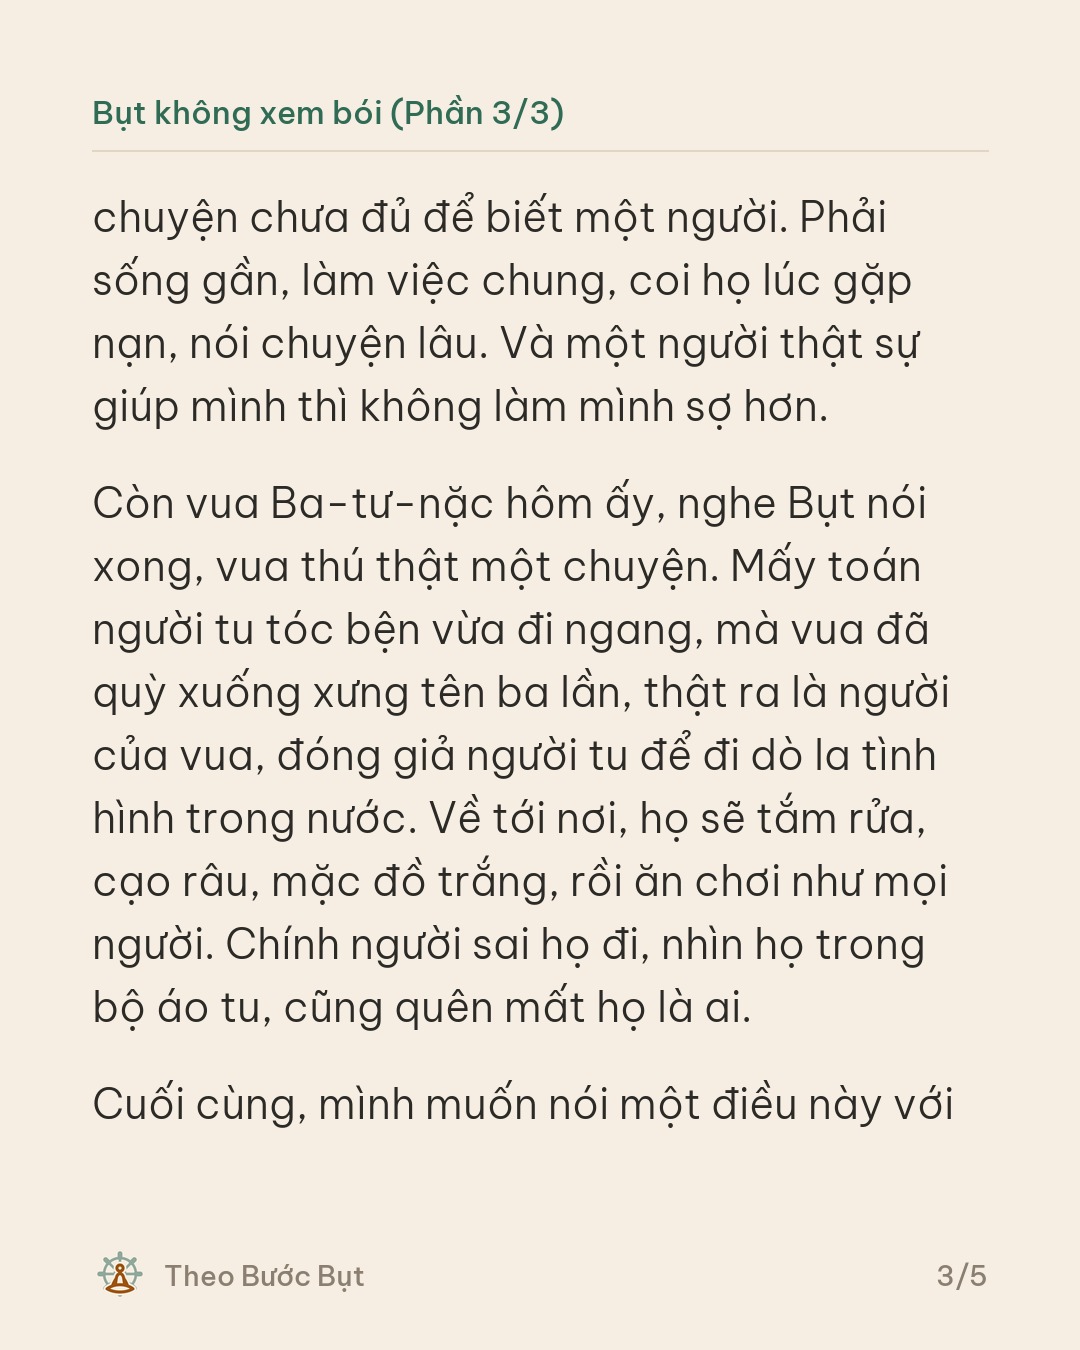 Bụt không xem bói (Phần 3/3)
chuyện chưa đủ để biết một người. Phải
sống gần, làm việc chung, coi họ lúc gặp
nạn, nói chuyện lâu. Và một người thật sự
giúp mình thì không làm mình sợ hơn.
Còn vua Ba-tư-nặc hôm ấy, nghe Bụt nói
xong, vua thú thật một chuyện. Mấy toán
người tu tóc bện vừa đi ngang, mà vua đã
quỳ xuống xưng tên ba lần, thật ra là người
của vua, đóng giả người tu để đi dò la tình
hình trong nước. Về tới nơi, họ sẽ tắm rửa,
cạo râu, mặc đồ trắng, rồi ăn chơi như mọi
người. Chính người sai họ đi, nhìn họ trong
bộ áo tu, cũng quên mất họ là ai.
Cuối cùng, mình muốn nói một điều này với
Theo Bước Bụt
3/5